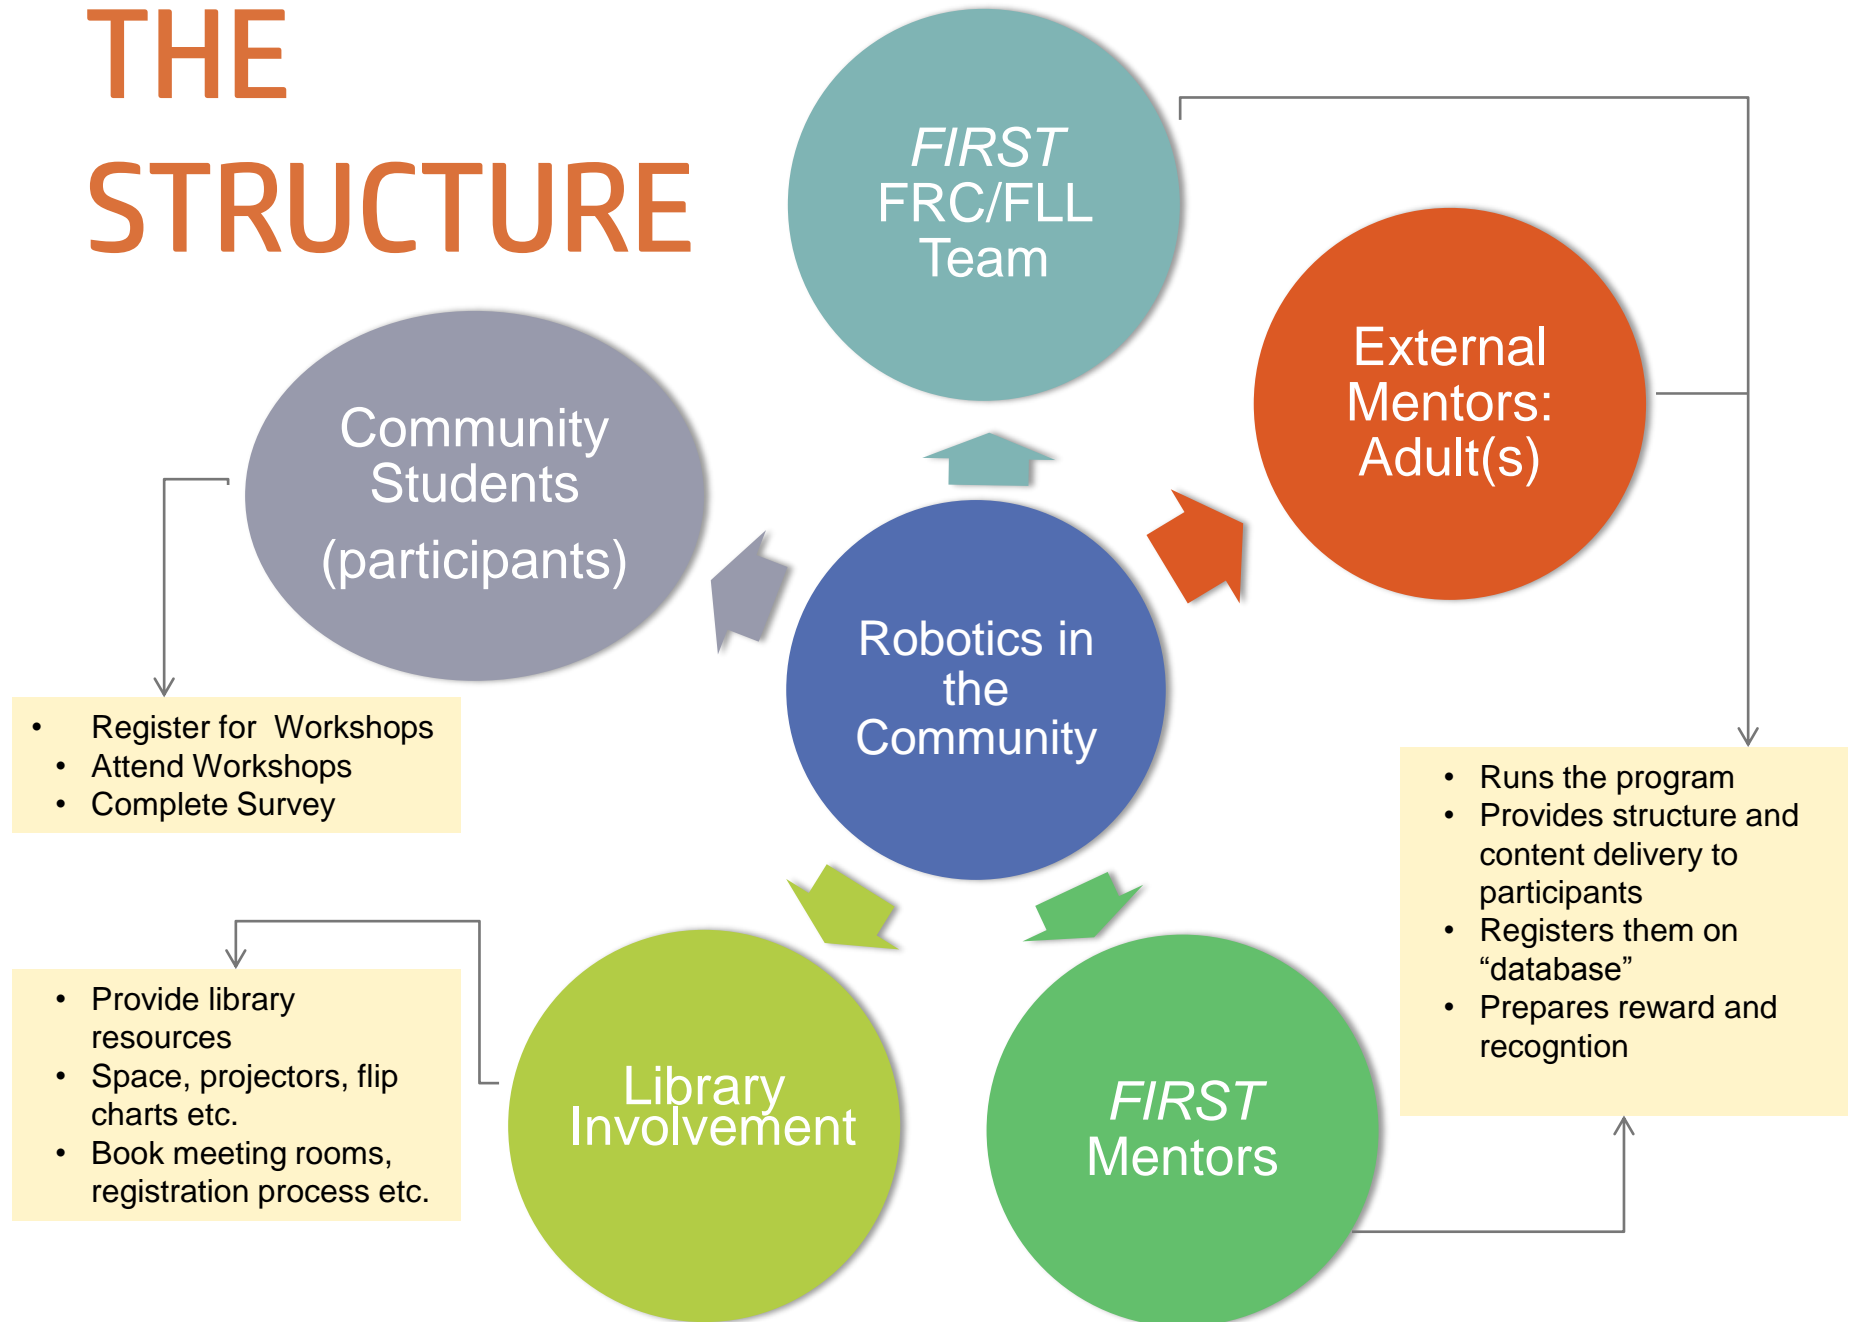 THE
STRUCTURE
FIRST
FRC/FLL
Team
External
Mentors:
Adult(s)
Community
Students
(participants)
Robotics in
the
Community
• Register for  Workshops
• Attend Workshops
• Complete Survey
• Runs the program
• Provides structure and
content delivery to
participants
• Registers them on
“database”
• Prepares reward and
recogntion
• Provide library
resources
• Space, projectors, flip
charts etc.
• Book meeting rooms,
registration process etc.
Library
Involvement
FIRST
Mentors